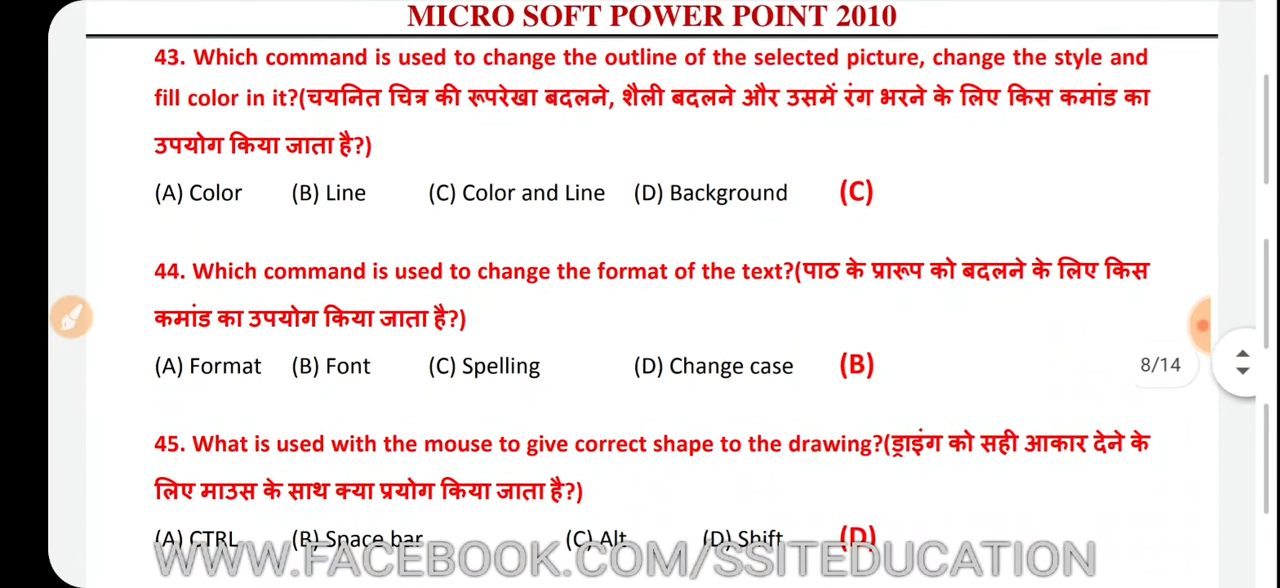 MICRO SOFT POWER POINT 2010
43. Which command is used to change the outline of the selected picture, change the style and
fill color in it?(चयनित चित्र की रूपरेखा बदलने, शैली बदलने और उसमें रंग भरने के लिए किस कमांड का
उपयोग किया जाता है?)
(A) Color (B) Line (C) Color and Line (D) Background (C)
44. Which command is used to change the format of the text?(पाठ के प्रारूप को बदलने के लिए किस
कमांड का उपयोग किया जाता है?)
(A) Format (B) Font (C) Spelling (D) Change case (B)
8/14
45. What is used with the mouse to give correct shape to the drawing?(ड्राइंग को सही आकार देने के
लिए माउस के साथ क्या प्रयोग किया जाता है?)
(A) CTRL (B) Space bar (C) Alt (D) Shift (D)
WWW.FACEBOOK.COM/SSITEDUCATION